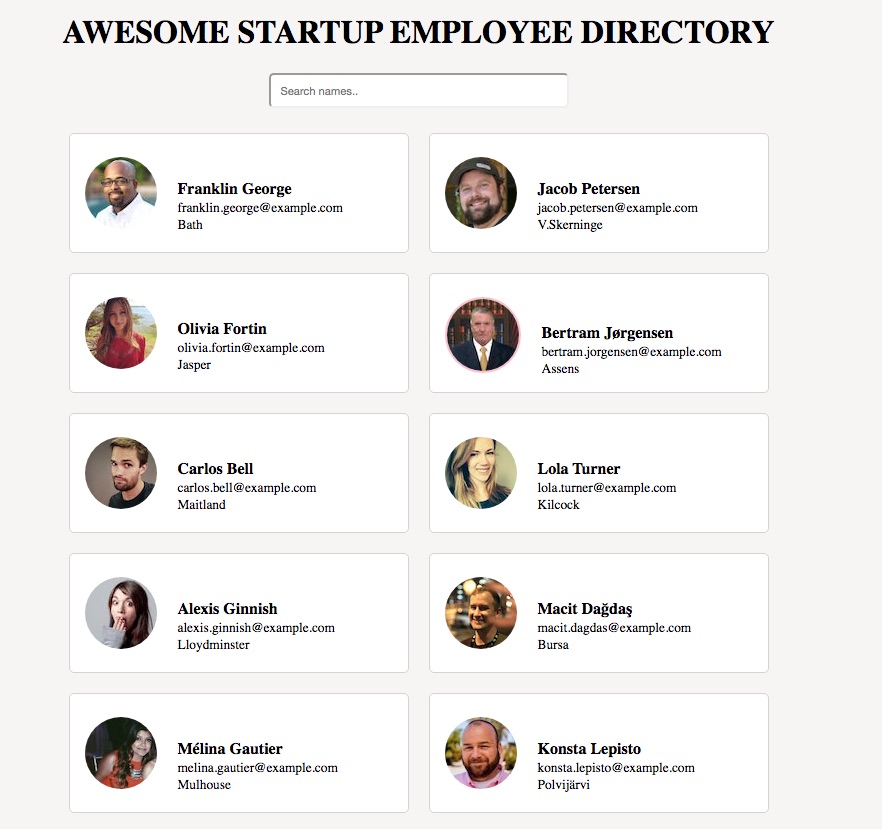 AWESOME STARTUP EMPLOYEE DIRECTORY
Search names..
Franklin George
franklin.george@example.com
Bath
Jacob Petersen
jacob.petersen@example.com
V.Skerninge
Olivia Fortin
olivia.fortin@example.com
Jasper
Bertram Jørgensen
bertram.jorgensen@example.com
Assens
Carlos Bell
carlos.bell@example.com
Maitland
Lola Turner
lola.turner@example.com
Kilcock
Alexis Ginnish
alexis.ginnish@example.com
Lloydminster
Macit Dağdaş
macit.dagdas@example.com
Bursa
Mélina Gautier
melina.gautier@example.com
Mulhouse
Konsta Lepisto
konsta.lepisto@example.com
Polvijärvi